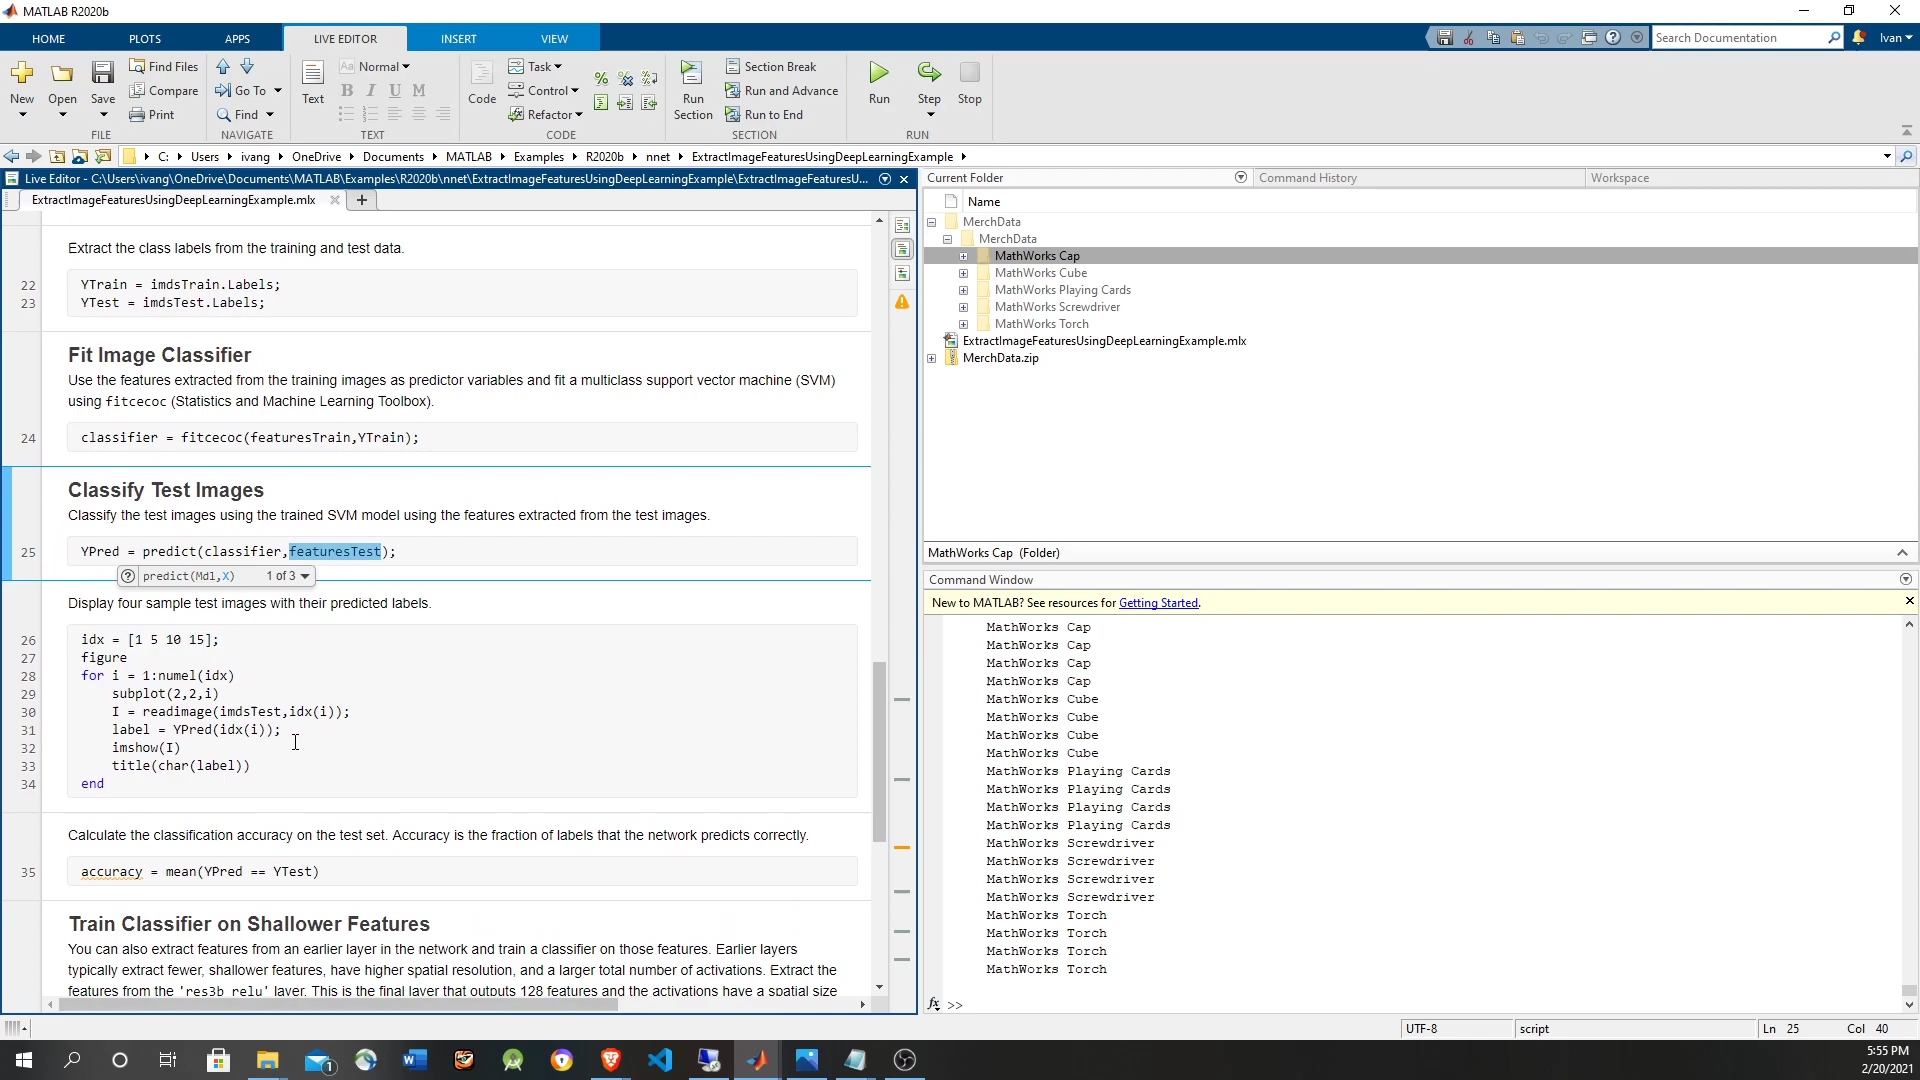 MATLAB R2020b
HOME PLOTS APPS LIVE EDITOR INSERT VIEW
Search Documentation Ivan
New Open Save
Find Files
Compare
Print
FILE
Go To
Find
NAVIGATE
Text
Aa Normal
B I U M
TEXT
Code
Task
Control
Refactor
CODE
Run Section
Section Break
Run and Advance
Run to End
SECTION
Run Step Stop
RUN
C: Users ivang OneDrive Documents MATLAB Examples R2020b nnet ExtractImageFeaturesUsingDeepLearningExample
Live Editor - C:\Users\ivang\OneDrive\Documents\MATLAB\Examples\R2020b\nnet\ExtractImageFeaturesUsingDeepLearningExample\ExtractImageFeaturesU...
ExtractImageFeaturesUsingDeepLearningExample.mlx
Extract the class labels from the training and test data.
22 YTrain = imdsTrain.Labels;
23 YTest = imdsTest.Labels;
Fit Image Classifier
Use the features extracted from the training images as predictor variables and fit a multiclass support vector machine (SVM)
using fitcecoc (Statistics and Machine Learning Toolbox).
24 classifier = fitcecoc(featuresTrain,YTrain);
Classify Test Images
Classify the test images using the trained SVM model using the features extracted from the test images.
25 YPred = predict(classifier,featuresTest);
predict(Mdl,X) 1 of 3
Display four sample test images with their predicted labels.
26 idx = [1 5 10 15];
27 figure
28 for i = 1:numel(idx)
29 subplot(2,2,i)
30 I = readimage(imdsTest,idx(i));
31 label = YPred(idx(i));
32 imshow(I)
33 title(char(label))
34 end
Calculate the classification accuracy on the test set. Accuracy is the fraction of labels that the network predicts correctly.
35 accuracy = mean(YPred == YTest)
Train Classifier on Shallower Features
You can also extract features from an earlier layer in the network and train a classifier on those features. Earlier layers
typically extract fewer, shallower features, have higher spatial resolution, and a larger total number of activations. Extract the
features from the 'res3b_relu' layer. This is the final layer that outputs 128 features and the activations have a spatial size
Current Folder Command History Workspace
Name
MerchData
MerchData
MathWorks Cap
MathWorks Cube
MathWorks Playing Cards
MathWorks Screwdriver
MathWorks Torch
ExtractImageFeaturesUsingDeepLearningExample.mlx
MerchData.zip
MathWorks Cap (Folder)
Command Window
New to MATLAB? See resources for Getting Started.
MathWorks Cap
MathWorks Cap
MathWorks Cap
MathWorks Cap
MathWorks Cube
MathWorks Cube
MathWorks Cube
MathWorks Cube
MathWorks Playing Cards
MathWorks Playing Cards
MathWorks Playing Cards
MathWorks Playing Cards
MathWorks Screwdriver
MathWorks Screwdriver
MathWorks Screwdriver
MathWorks Screwdriver
MathWorks Torch
MathWorks Torch
MathWorks Torch
MathWorks Torch
fx >>
UTF-8 script Ln 25 Col 40
5:55 PM
2/20/2021